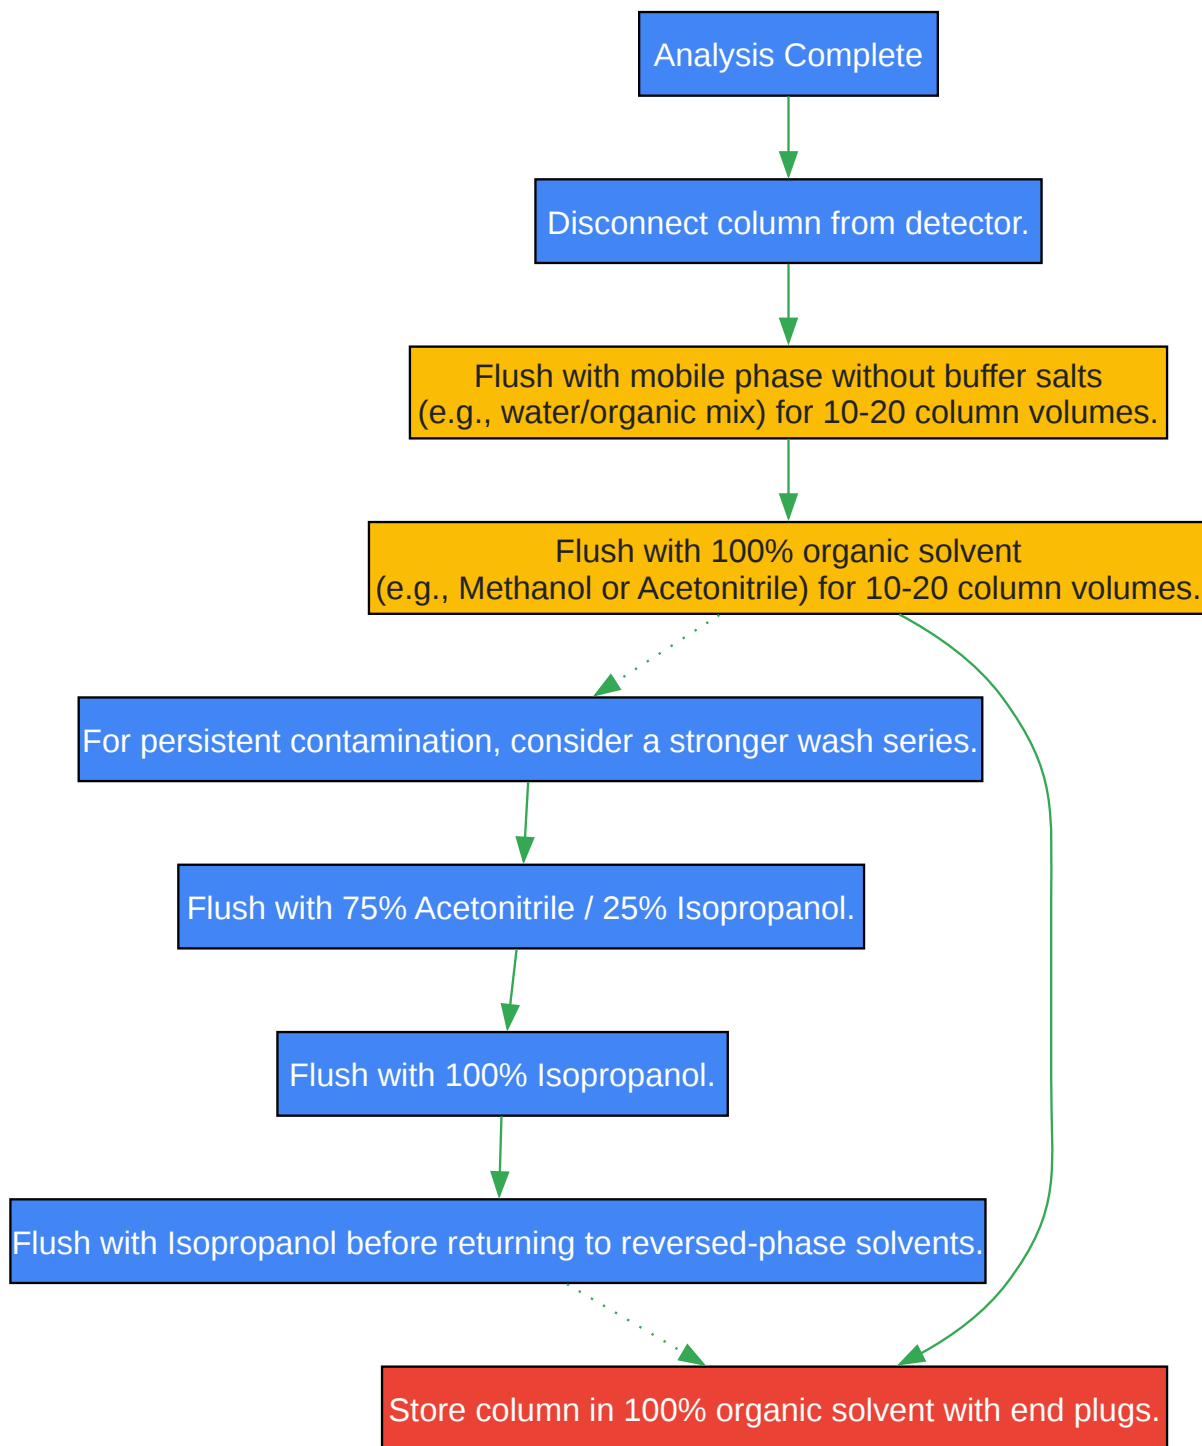 Analysis Complete
Disconnect column from detector.
Flush with mobile phase without buffer salts
(e.g., water/organic mix) for 10-20 column volumes.
Flush with 100% organic solvent
(e.g., Methanol or Acetonitrile) for 10-20 column volumes.
For persistent contamination, consider a stronger wash series.
Flush with 75% Acetonitrile / 25% Isopropanol.
Flush with 100% Isopropanol.
Flush with Isopropanol before returning to reversed-phase solvents.
Store column in 100% organic solvent with end plugs.